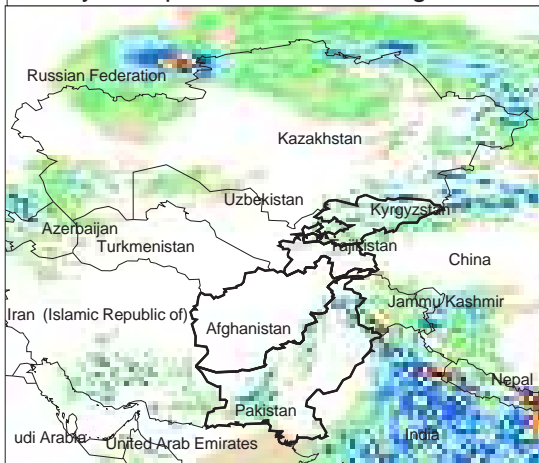 Russian Federation
Kazakhstan
Uzbekistan
Kyrgyzstan
Azerbaijan
Turkmenistan
Tajikistan
China
Iran (Islamic Republic of)
Jammu Kashmir
Afghanistan
Nepal
Pakistan
udi Arabia
United Arab Emirates
India